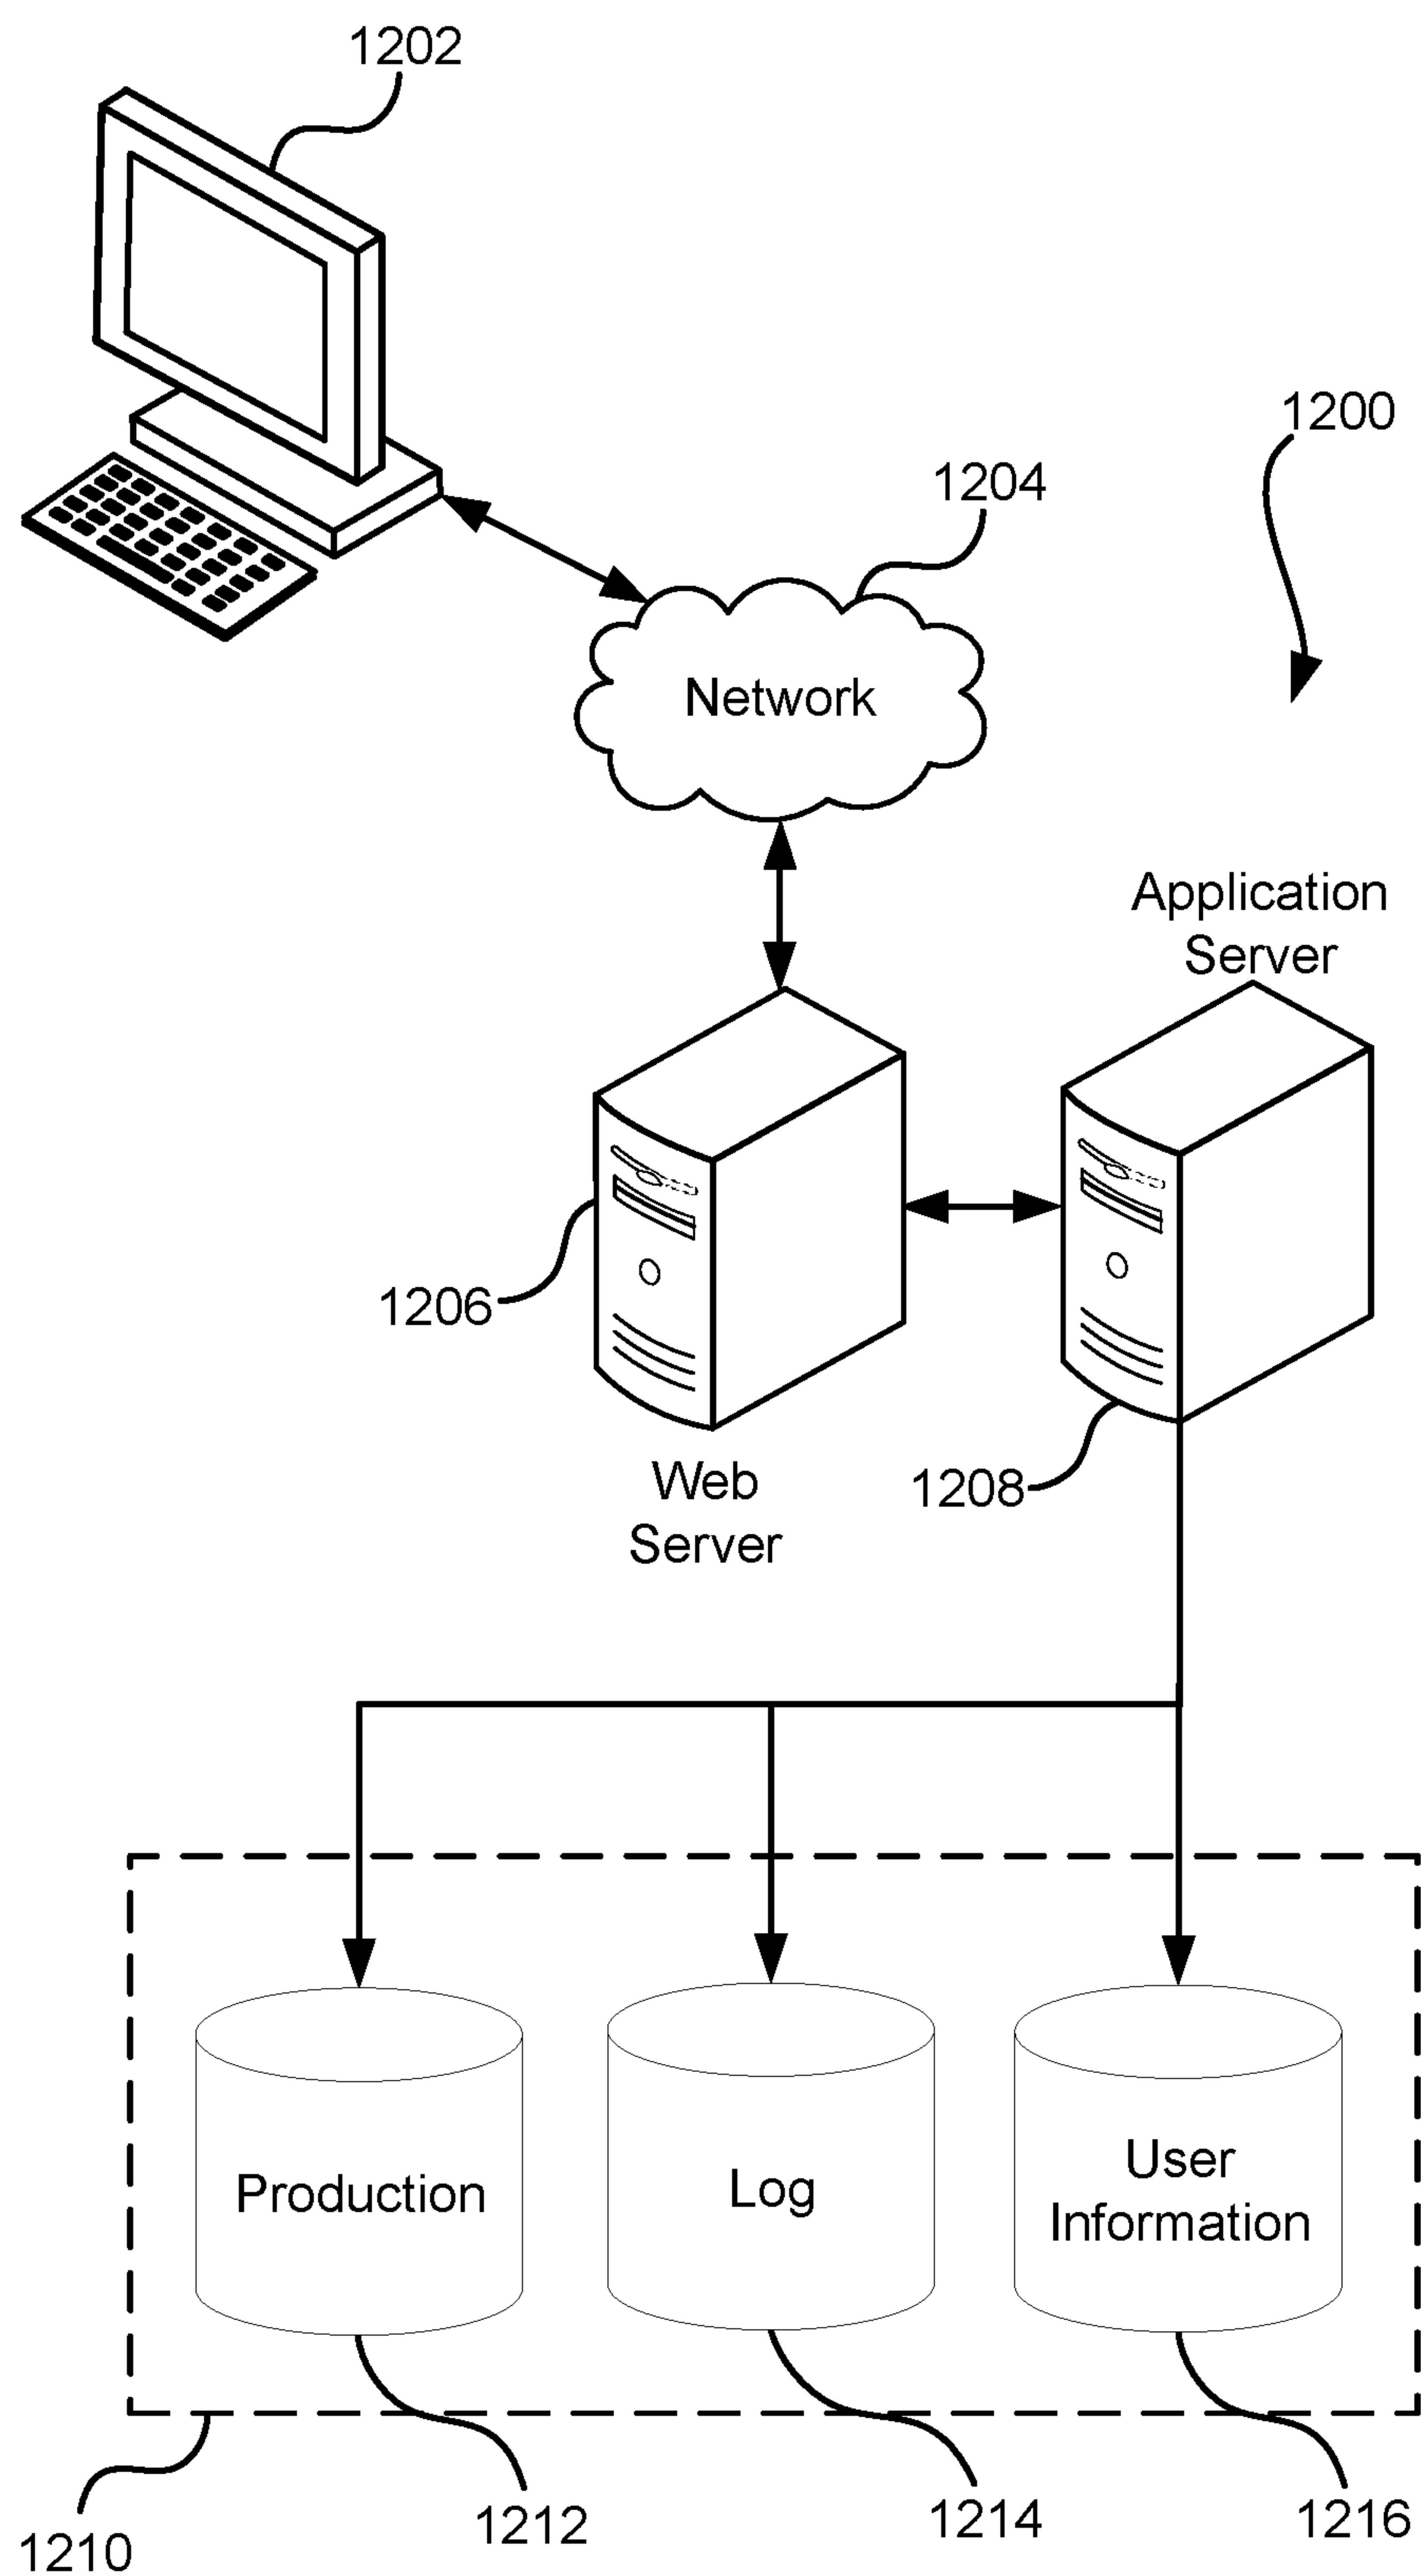 1202
1200
1204
Network
Application
Server
1206
1208
Web
Server
Production
Log
User
Information
1210
1212
1214
1216